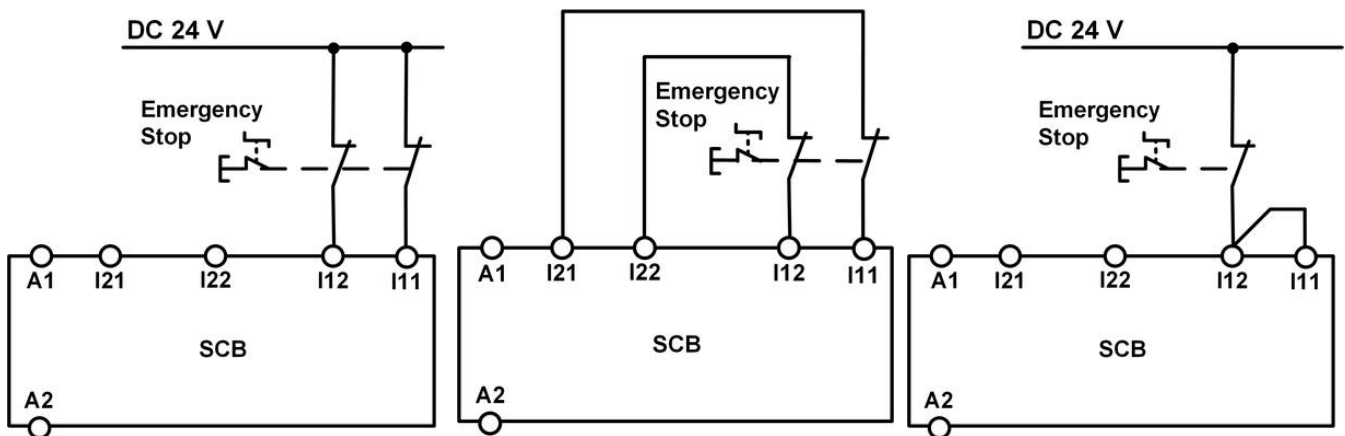 DC 24 V
Emergency
Stop
A1
I21
I22
I12
I11
SCB
A2
Emergency
Stop
A1
I21
I22
I12
I11
SCB
A2
DC 24 V
Emergency
Stop
A1
I21
I22
I12
I11
SCB
A2